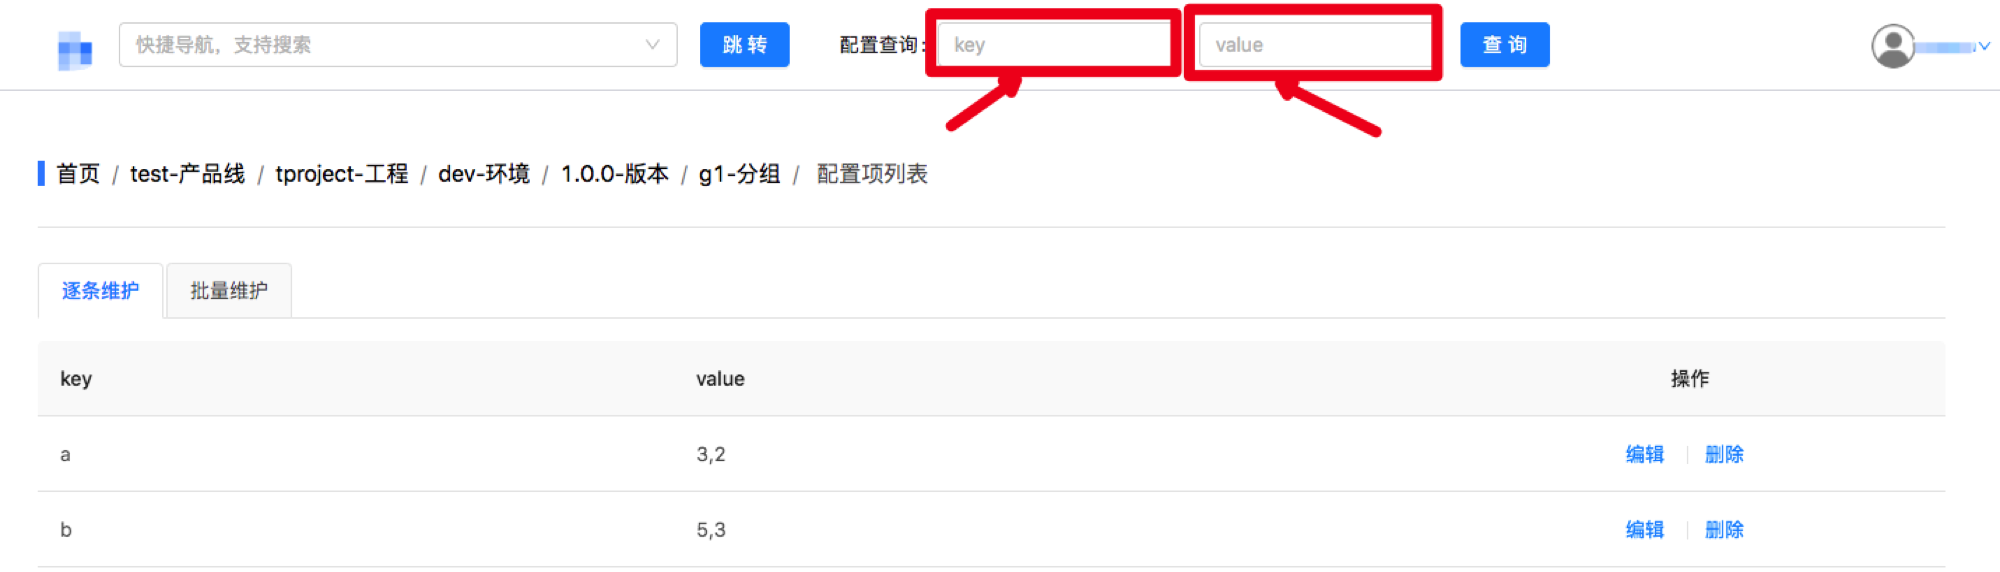 快捷导航，支持搜索 跳 转 配置查询: key value 查 询
首页 / test-产品线 / tproject-工程 / dev-环境 / 1.0.0-版本 / g1-分组 / 配置项列表
逐条维护 批量维护
key value 操作
a 3,2 编辑 删除
b 5,3 编辑 删除